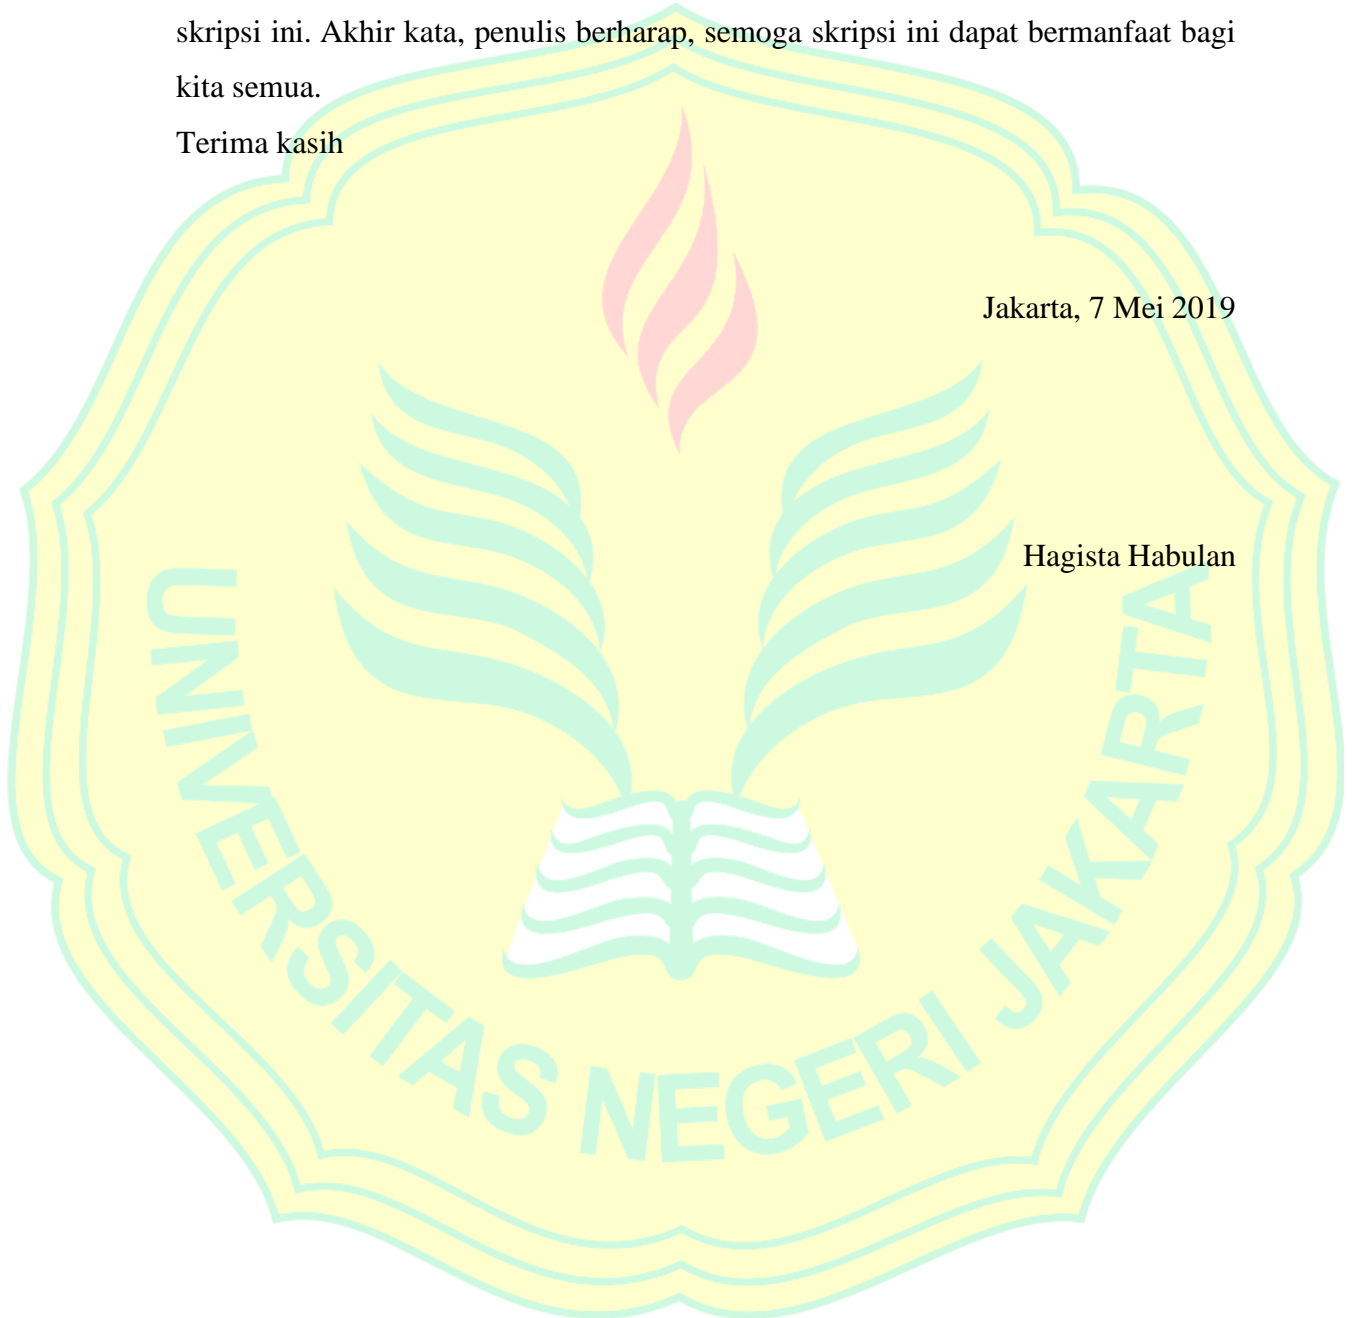 skripsi ini. Akhir kata, penulis berharap, semoga skripsi ini dapat bermanfaat bagi
kita semua.
Terima kasih
Jakarta, 7 Mei 2019
Hagista Habulan
UNIVERSITAS NEGERI JAKARTA